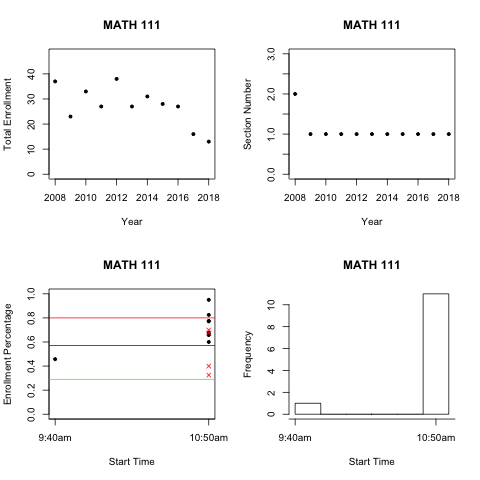 MATH 111
Total Enrollment
0 10 20 30 40
2008 2010 2012 2014 2016 2018
Year
MATH 111
Section Number
0.0 1.0 2.0 3.0
2008 2010 2012 2014 2016 2018
Year
MATH 111
Enrollment Percentage
0.0 0.2 0.4 0.6 0.8 1.0
9:40am 10:50am
Start Time
MATH 111
Frequency
0 2 4 6 8 10
9:40am 10:50am
Start Time